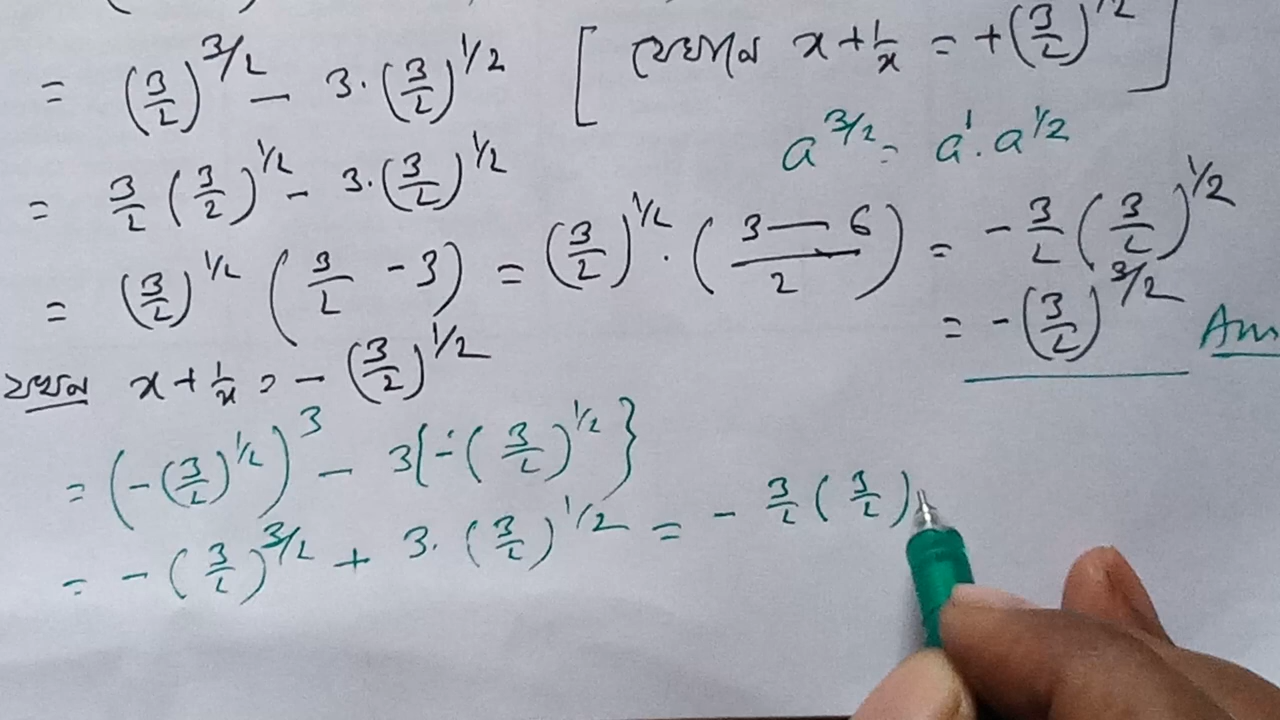 = (3/2)^3/2 − 3·(3/2)^1/2 [ যেখানে x + 1/x = +(3/2)^1/2 ]
a^3/2 = a^1 · a^1/2
= 3/2 (3/2)^1/2 − 3·(3/2)^1/2
= (3/2)^1/2 (3/2 − 3) = (3/2)^1/2 · (3 − 6 / 2) = −3/2 (3/2)^1/2
= −(3/2)^3/2 Ans
যখন x + 1/x = −(3/2)^1/2
= (−(3/2)^1/2)^3 − 3{−(3/2)^1/2}
= −(3/2)^3/2 + 3·(3/2)^1/2 = − 3/2 (3/2)